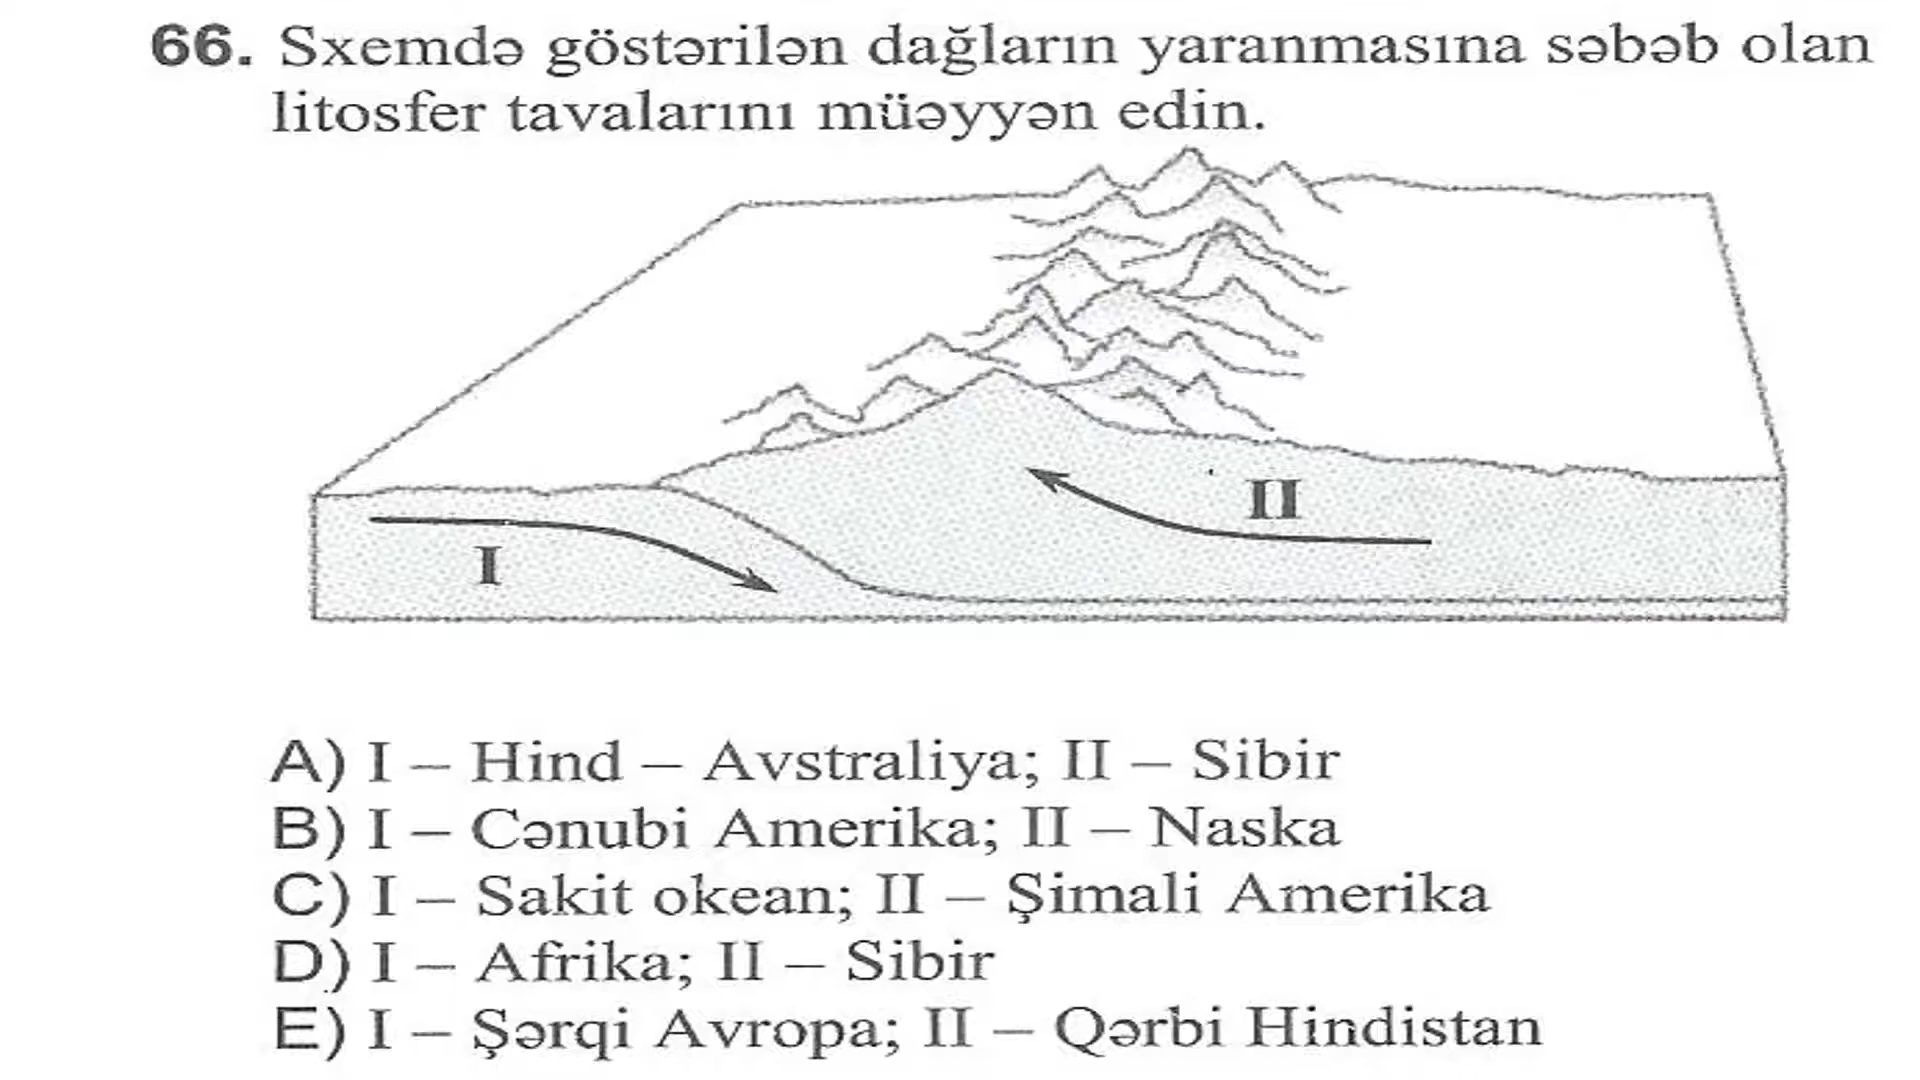 66. Sxemdə göstərilən dağların yaranmasına səbəb olan
litosfer tavalarını müəyyən edin.
I
II
A) I – Hind – Avstraliya; II – Sibir
B) I – Cənubi Amerika; II – Naska
C) I – Sakit okean; II – Şimali Amerika
D) I – Afrika; II – Sibir
E) I – Şərqi Avropa; II – Qərbi Hindistan